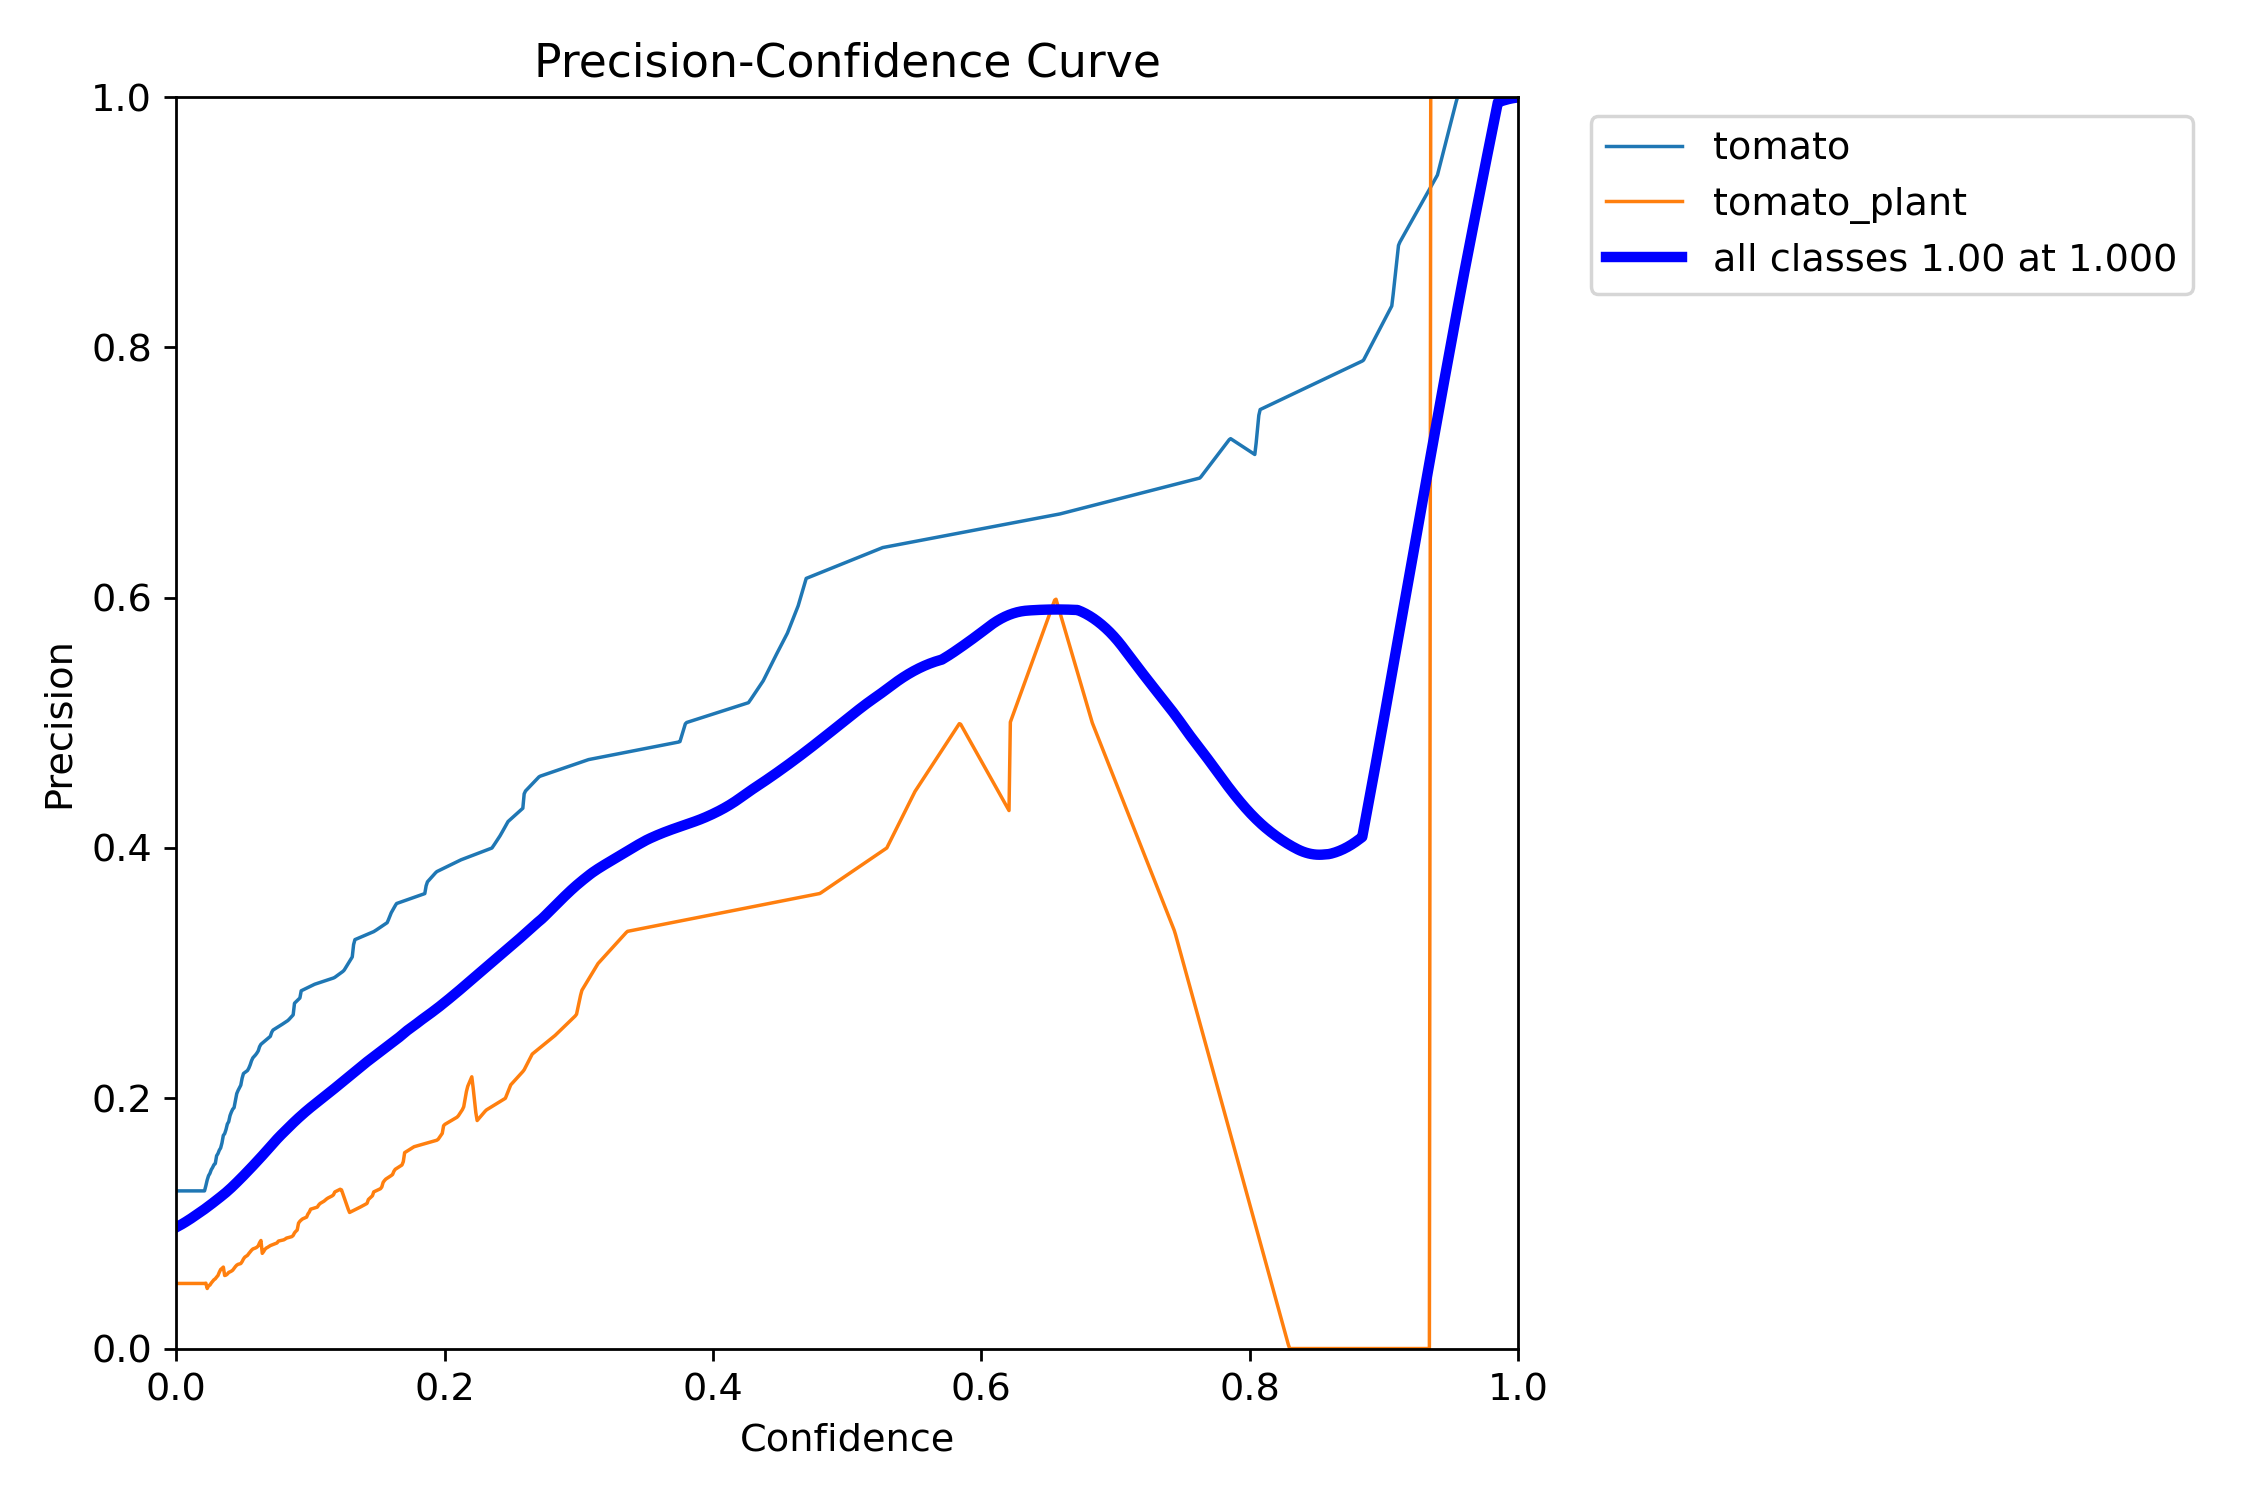 Precision-Confidence Curve
1.0
0.8
0.6
0.4
0.2
0.0
Precision
0.0 0.2 0.4 0.6 0.8 1.0
Confidence
tomato
tomato_plant
all classes 1.00 at 1.000